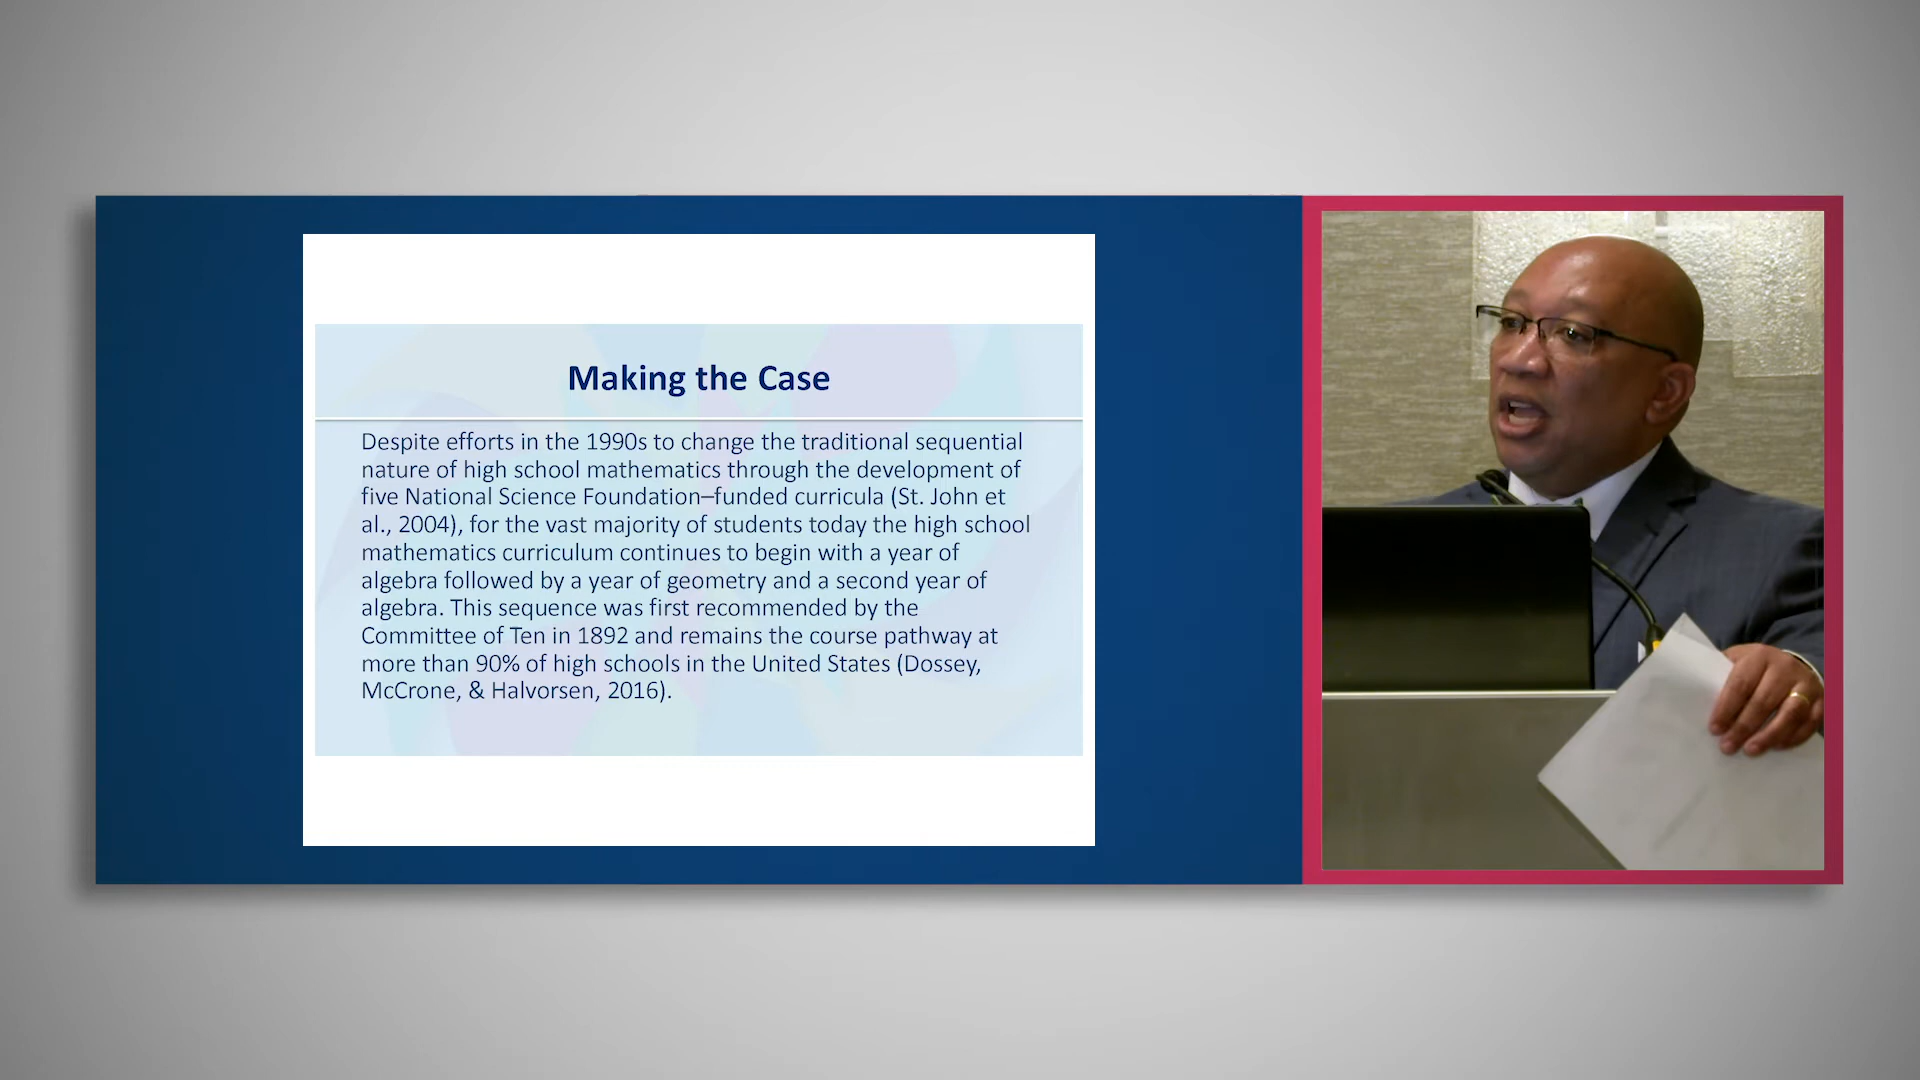 Making the Case
Despite efforts in the 1990s to change the traditional sequential
nature of high school mathematics through the development of
five National Science Foundation–funded curricula (St. John et
al., 2004), for the vast majority of students today the high school
mathematics curriculum continues to begin with a year of
algebra followed by a year of geometry and a second year of
algebra. This sequence was first recommended by the
Committee of Ten in 1892 and remains the course pathway at
more than 90% of high schools in the United States (Dossey,
McCrone, & Halvorsen, 2016).